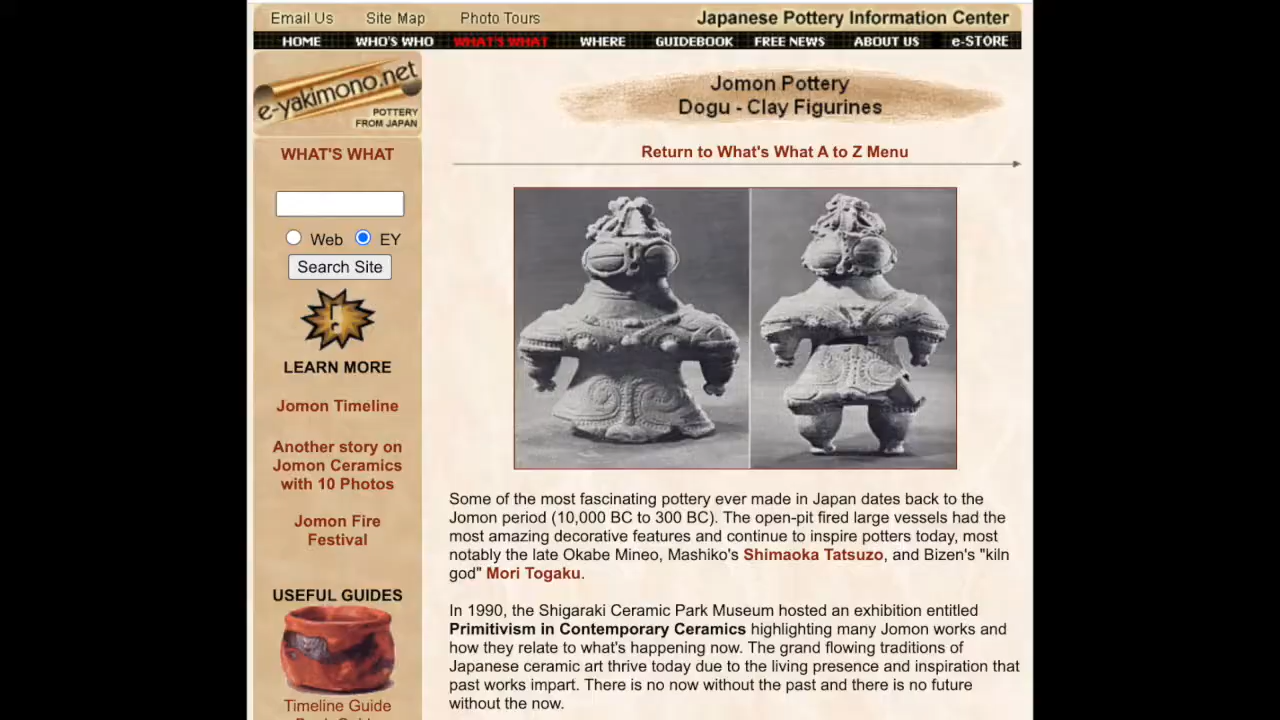 Email Us Site Map Photo Tours Japanese Pottery Information Center
HOME WHO'S WHO WHAT'S WHAT WHERE GUIDEBOOK FREE NEWS ABOUT US e-STORE
e-yakimono.net
POTTERY
FROM JAPAN
WHAT'S WHAT
Web EY
Search Site
LEARN MORE
Jomon Timeline
Another story on
Jomon Ceramics
with 10 Photos
Jomon Fire
Festival
USEFUL GUIDES
Timeline Guide
Jomon Pottery
Dogu - Clay Figurines
Return to What's What A to Z Menu
Some of the most fascinating pottery ever made in Japan dates back to the
Jomon period (10,000 BC to 300 BC). The open-pit fired large vessels had the
most amazing decorative features and continue to inspire potters today, most
notably the late Okabe Mineo, Mashiko's Shimaoka Tatsuzo, and Bizen's "kiln
god" Mori Togaku.
In 1990, the Shigaraki Ceramic Park Museum hosted an exhibition entitled
Primitivism in Contemporary Ceramics highlighting many Jomon works and
how they relate to what's happening now. The grand flowing traditions of
Japanese ceramic art thrive today due to the living presence and inspiration that
past works impart. There is no now without the past and there is no future
without the now.